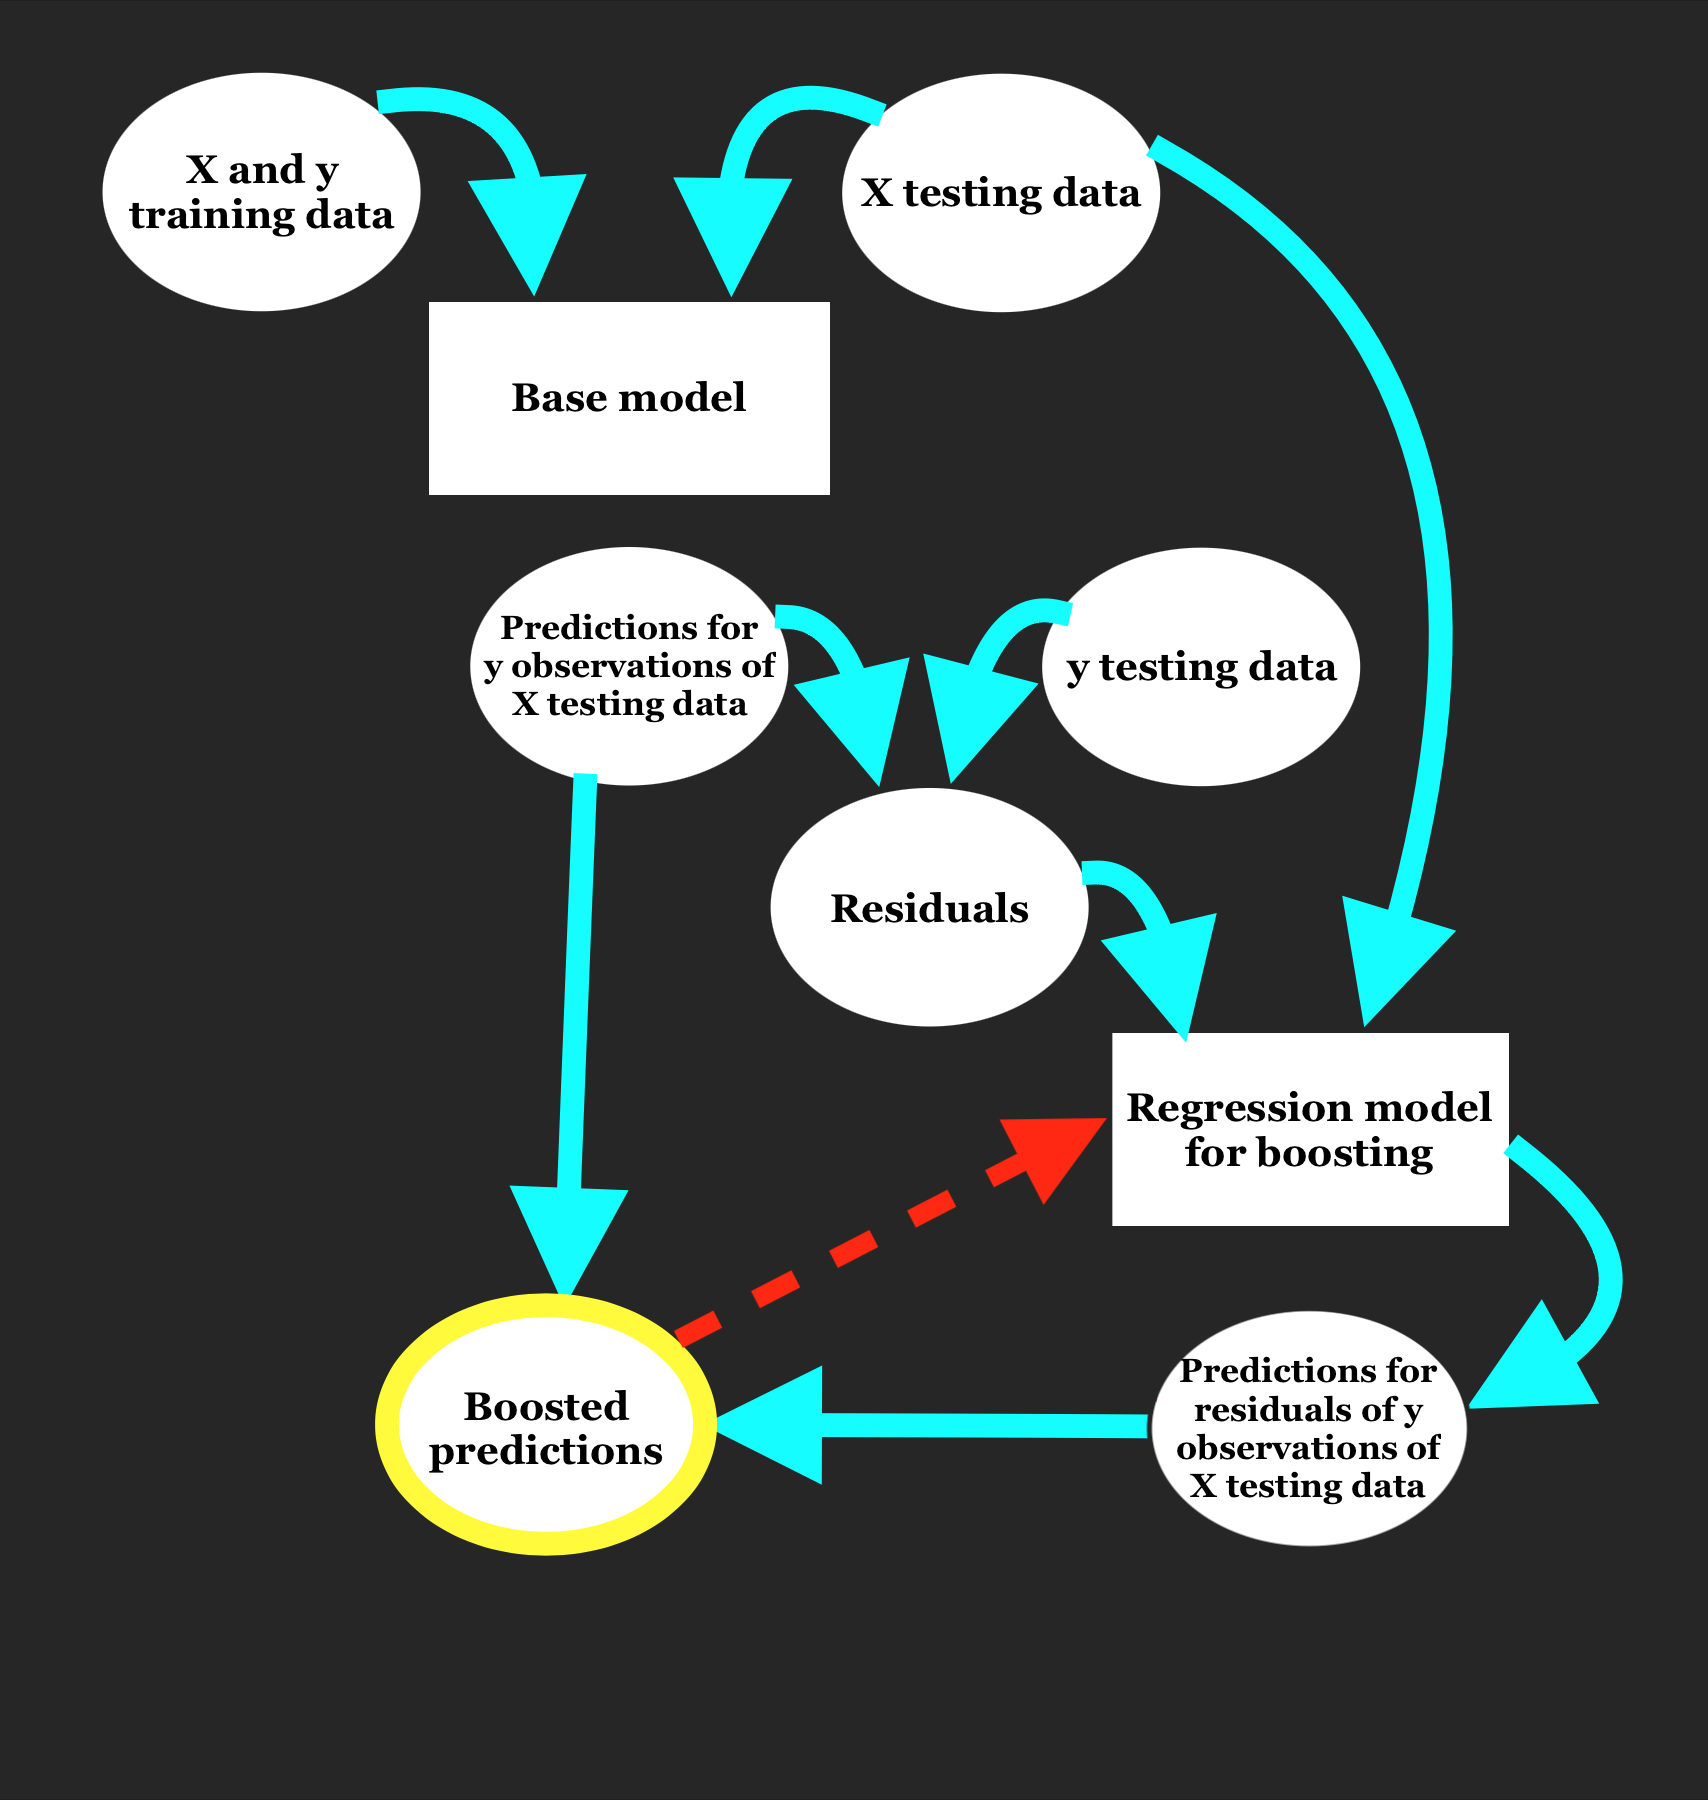 X and y
training data
X testing data
Base model
Predictions for
y observations of
X testing data
y testing data
Residuals
Regression model
for boosting
Boosted
predictions
Predictions for
residuals of y
observations of
X testing data